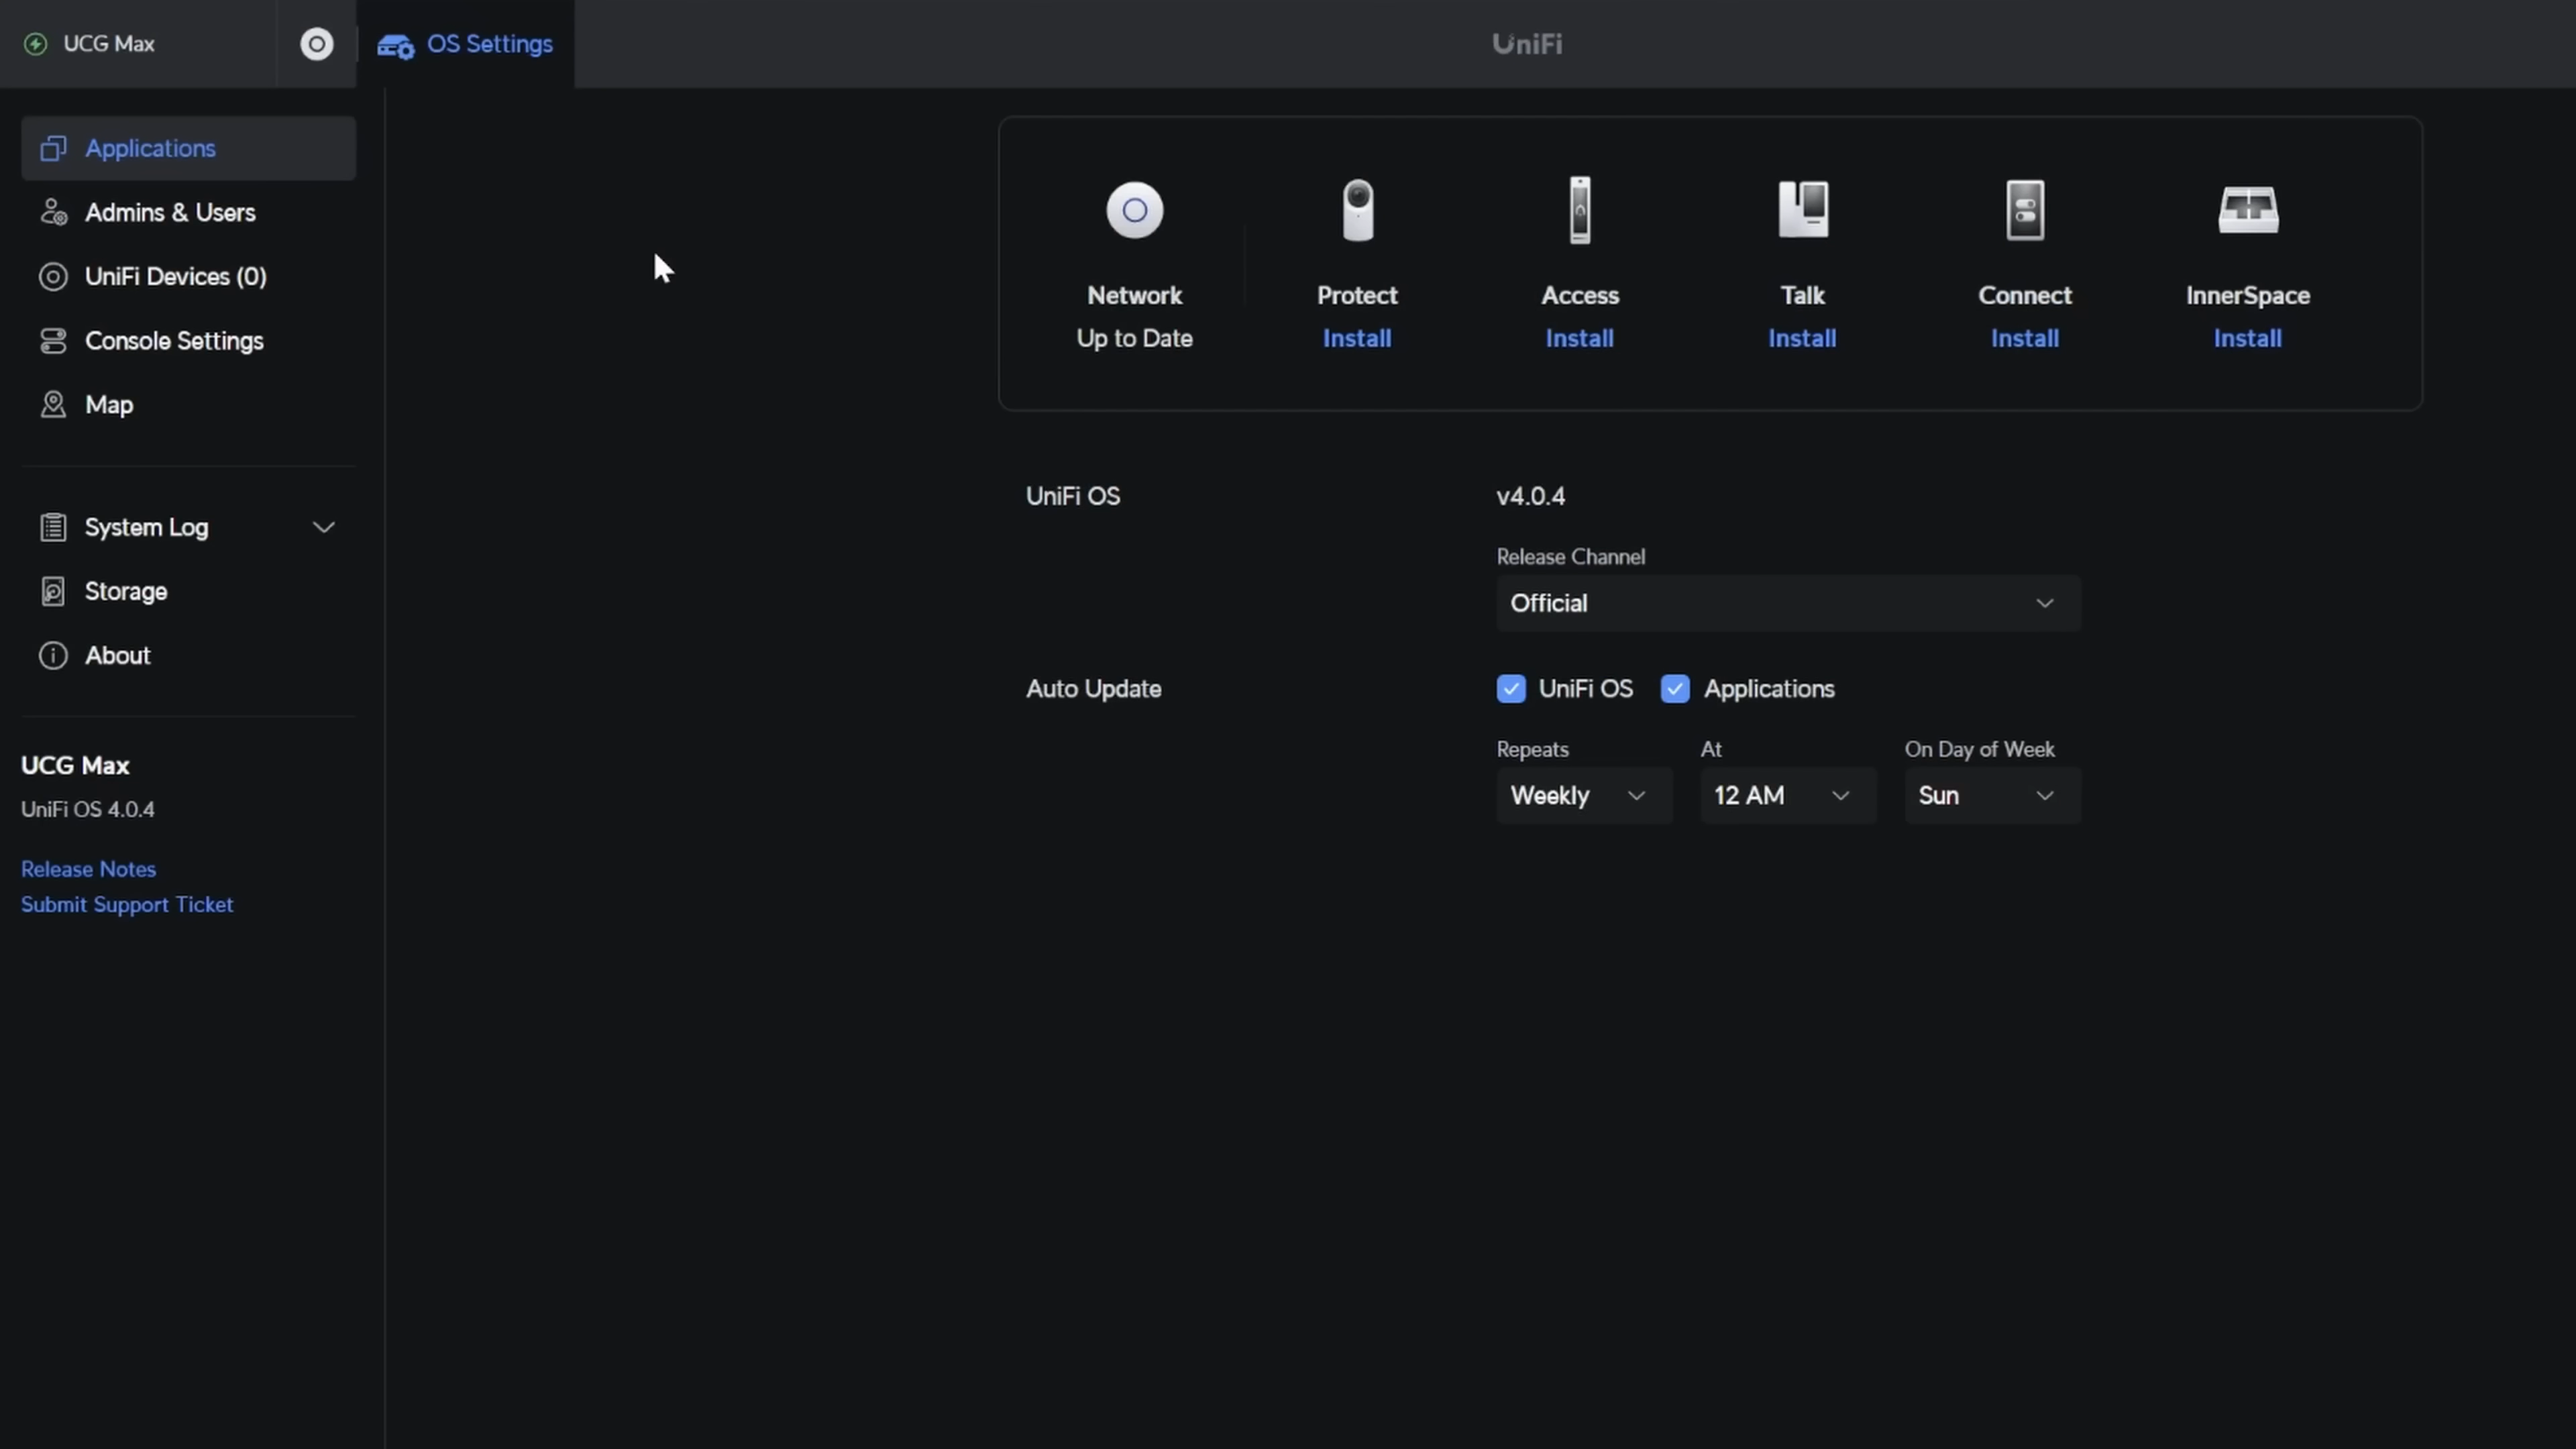 UCG Max
OS Settings
UniFi
Applications
Admins & Users
UniFi Devices (0)
Console Settings
Map
System Log
Storage
About
UCG Max
UniFi OS 4.0.4
Release Notes
Submit Support Ticket
Network
Up to Date
Protect
Install
Access
Install
Talk
Install
Connect
Install
InnerSpace
Install
UniFi OS
v4.0.4
Release Channel
Official
Auto Update
UniFi OS
Applications
Repeats
At
On Day of Week
Weekly
12 AM
Sun